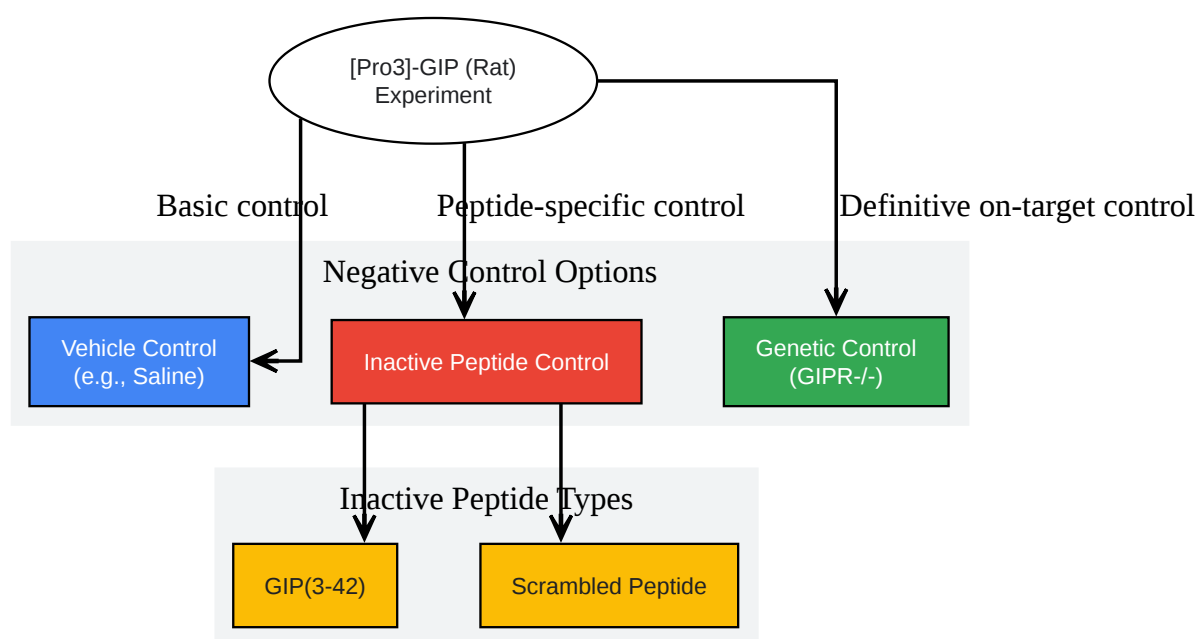 [Pro3]-GIP (Rat)
Experiment
Basic control
Peptide-specific control
Definitive on-target control
Negative Control Options
Vehicle Control
(e.g., Saline)
Inactive Peptide Control
Genetic Control
(GIPR-/-)
Inactive Peptide Types
GIP(3-42)
Scrambled Peptide